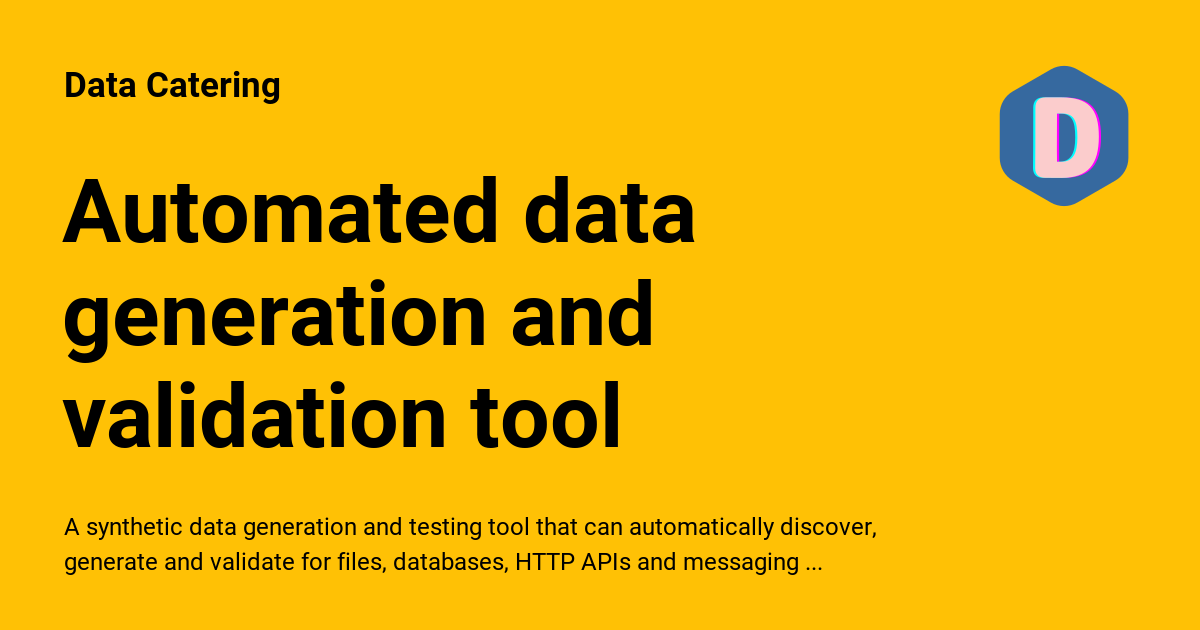 Data Catering
D
Automated data
generation and
validation tool
A synthetic data generation and testing tool that can automatically discover,
generate and validate for files, databases, HTTP APIs and messaging ...